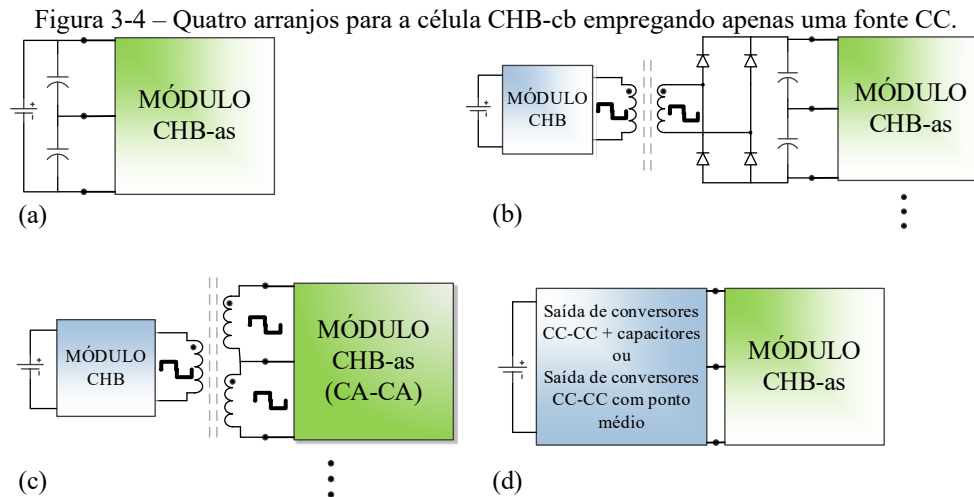 Figura 3-4 – Quatro arranjos para a célula CHB-cb empregando apenas uma fonte CC.
MÓDULO
CHB-as
(a)
MÓDULO
CHB
MÓDULO
CHB-as
(b)
MÓDULO
CHB
MÓDULO
CHB-as
(CA-CA)
(c)
Saída de conversores
CC-CC + capacitores
ou
Saída de conversores
CC-CC com ponto
médio
MÓDULO
CHB-as
(d)